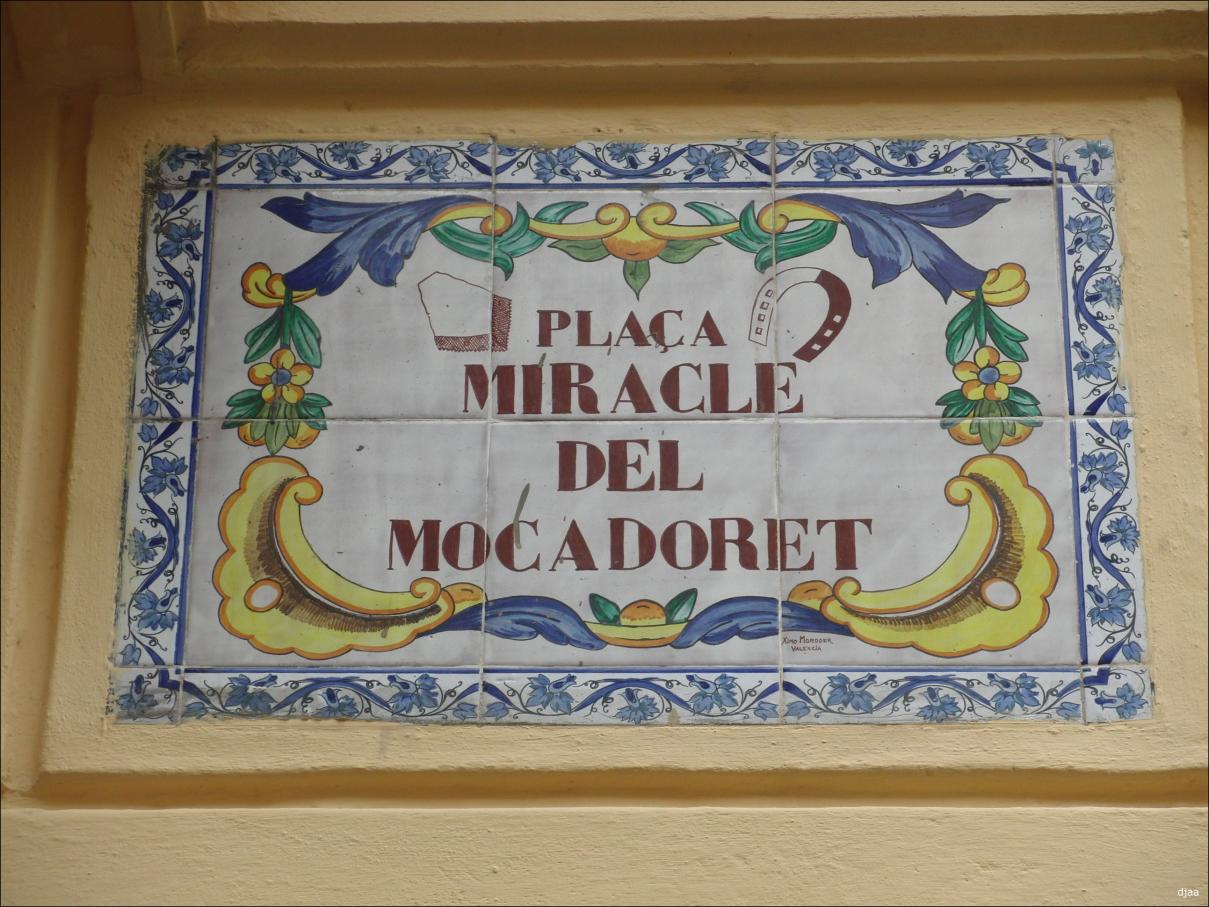 PLAÇA
MIRACLE
DEL
MOCADORET
XIMO MORODER
VALENCIA
djaa